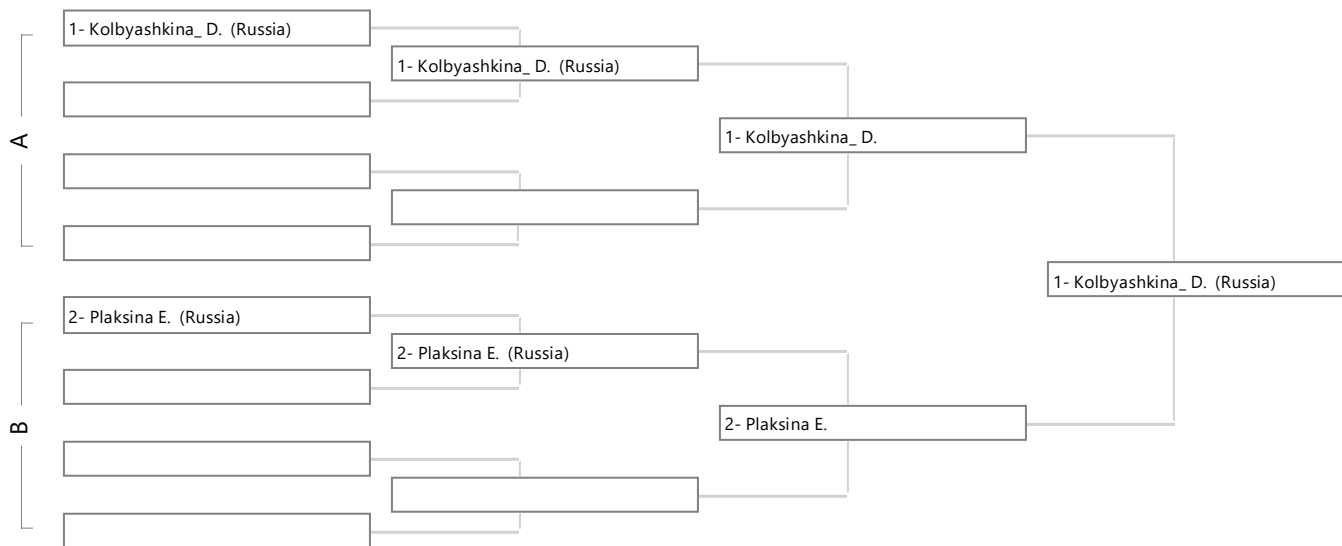 1- Kolbyashkina_ D. (Russia)
1- Kolbyashkina_ D. (Russia)
1- Kolbyashkina_ D.
A
1- Kolbyashkina_ D. (Russia)
2- Plaksina E. (Russia)
2- Plaksina E. (Russia)
2- Plaksina E.
B